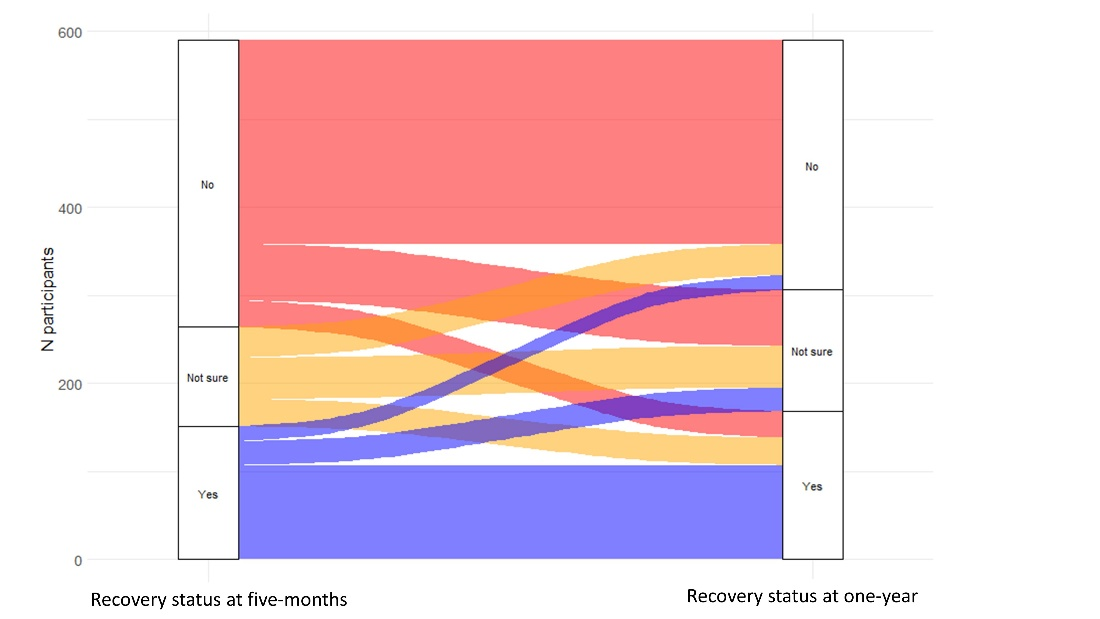 600
400
200
0
N participants
No
Not sure
Yes
No
Not sure
Yes
Recovery status at five-months
Recovery status at one-year